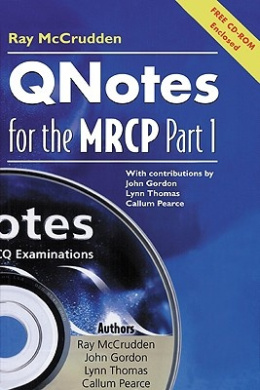 Ray McCrudden
FREE CD-ROM
Enclosed
QNotes
for the MRCP Part 1
With contributions by
John Gordon
Lynn Thomas
Callum Pearce
otes
CQ Examinations
Authors
Ray McCrudden
John Gordon
Lynn Thomas
Callum Pearce